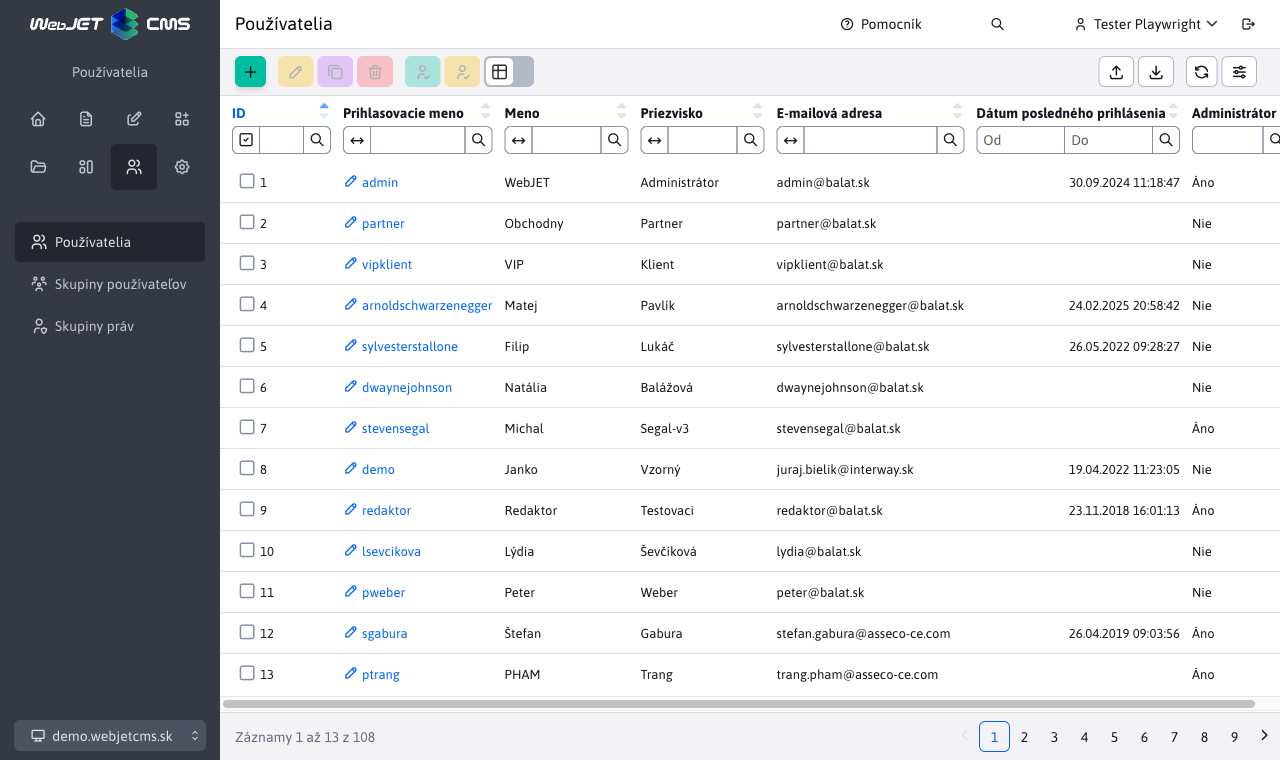 WebJET CMS
Používatelia
Pomocník
Tester Playwright
Používatelia
Používatelia
Skupiny používateľov
Skupiny práv
demo.webjetcms.sk
ID Prihlasovacie meno Meno Priezvisko E-mailová adresa Dátum posledného prihlásenia Administrátor
Od Do
1 admin WebJET Administrátor admin@balat.sk 30.09.2024 11:18:47 Áno
2 partner Obchodny Partner partner@balat.sk Nie
3 vipklient VIP Klient vipklient@balat.sk Nie
4 arnoldschwarzenegger Matej Pavlík arnoldschwarzenegger@balat.sk 24.02.2025 20:58:42 Nie
5 sylvesterstallone Filip Lukáč sylvesterstallone@balat.sk 26.05.2022 09:28:27 Nie
6 dwaynejohnson Natália Balážová dwaynejohnson@balat.sk Nie
7 stevensegal Michal Segal-v3 stevensegal@balat.sk Áno
8 demo Janko Vzorný juraj.bielik@interway.sk 19.04.2022 11:23:05 Nie
9 redaktor Redaktor Testovaci redaktor@balat.sk 23.11.2018 16:01:13 Áno
10 lsevcikova Lýdia Ševčíková lydia@balat.sk Nie
11 pweber Peter Weber peter@balat.sk Nie
12 sgabura Štefan Gabura stefan.gabura@asseco-ce.com 26.04.2019 09:03:56 Áno
13 ptrang PHAM Trang trang.pham@asseco-ce.com Áno
Záznamy 1 až 13 z 108
1 2 3 4 5 6 7 8 9